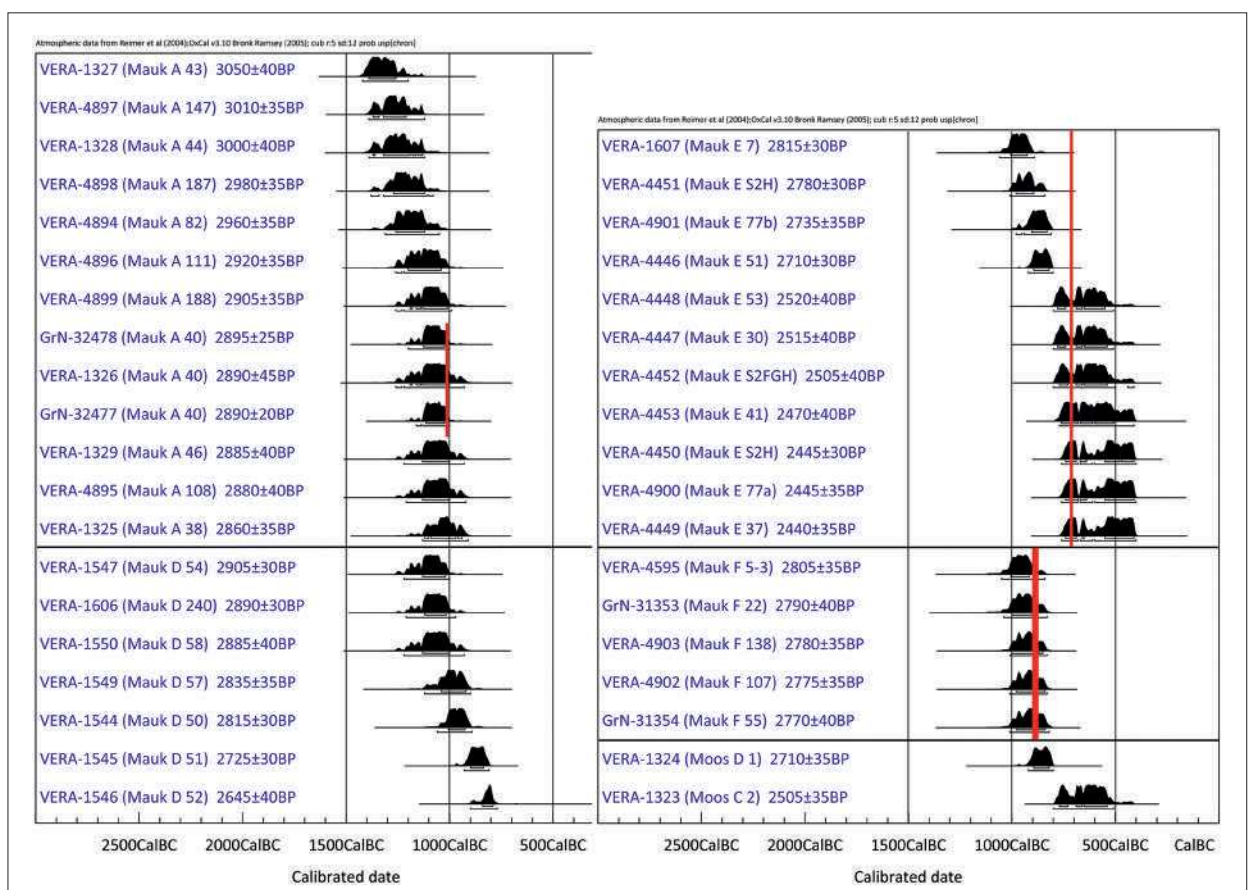 Atmospheric data from Reimer et al (2004);OxCal v3.10 Bronk Ramsey (2005); cub r:5 sd:12 prob usp[chron]
VERA-1327 (Mauk A 43) 3050±40BP
VERA-4897 (Mauk A 147) 3010±35BP
VERA-1328 (Mauk A 44) 3000±40BP
VERA-4898 (Mauk A 187) 2980±35BP
VERA-4894 (Mauk A 82) 2960±35BP
VERA-4896 (Mauk A 111) 2920±35BP
VERA-4899 (Mauk A 188) 2905±35BP
GrN-32478 (Mauk A 40) 2895±25BP
VERA-1326 (Mauk A 40) 2890±45BP
GrN-32477 (Mauk A 40) 2890±20BP
VERA-1329 (Mauk A 46) 2885±40BP
VERA-4895 (Mauk A 108) 2880±40BP
VERA-1325 (Mauk A 38) 2860±35BP
VERA-1547 (Mauk D 54) 2905±30BP
VERA-1606 (Mauk D 240) 2890±30BP
VERA-1550 (Mauk D 58) 2885±40BP
VERA-1549 (Mauk D 57) 2835±35BP
VERA-1544 (Mauk D 50) 2815±30BP
VERA-1545 (Mauk D 51) 2725±30BP
VERA-1546 (Mauk D 52) 2645±40BP
2500CalBC 2000CalBC 1500CalBC 1000CalBC 500CalBC
Calibrated date
Atmospheric data from Reimer et al (2004);OxCal v3.10 Bronk Ramsey (2005); cub r:5 sd:12 prob usp[chron]
VERA-1607 (Mauk E 7) 2815±30BP
VERA-4451 (Mauk E S2H) 2780±30BP
VERA-4901 (Mauk E 77b) 2735±35BP
VERA-4446 (Mauk E 51) 2710±30BP
VERA-4448 (Mauk E 53) 2520±40BP
VERA-4447 (Mauk E 30) 2515±40BP
VERA-4452 (Mauk E S2FGH) 2505±40BP
VERA-4453 (Mauk E 41) 2470±40BP
VERA-4450 (Mauk E S2H) 2445±30BP
VERA-4900 (Mauk E 77a) 2445±35BP
VERA-4449 (Mauk E 37) 2440±35BP
VERA-4595 (Mauk F 5-3) 2805±35BP
GrN-31353 (Mauk F 22) 2790±40BP
VERA-4903 (Mauk F 138) 2780±35BP
VERA-4902 (Mauk F 107) 2775±35BP
GrN-31354 (Mauk F 55) 2770±40BP
VERA-1324 (Moos D 1) 2710±35BP
VERA-1323 (Moos C 2) 2505±35BP
2500CalBC 2000CalBC 1500CalBC 1000CalBC 500CalBC CalBC
Calibrated date